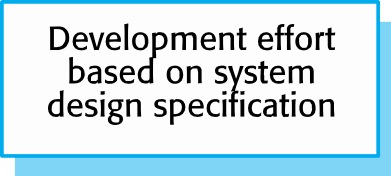 Development effort
based on system
design specification